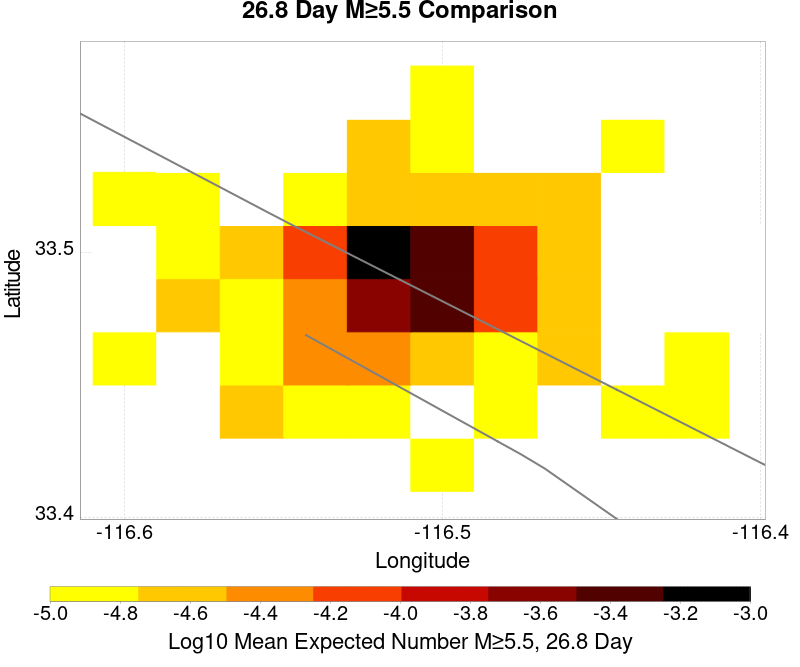 26.8 Day M≥5.5 Comparison
Latitude
33.5
33.4
-116.6 -116.5 -116.4
Longitude
-5.0 -4.8 -4.6 -4.4 -4.2 -4.0 -3.8 -3.6 -3.4 -3.2 -3.0
Log10 Mean Expected Number M≥5.5, 26.8 Day